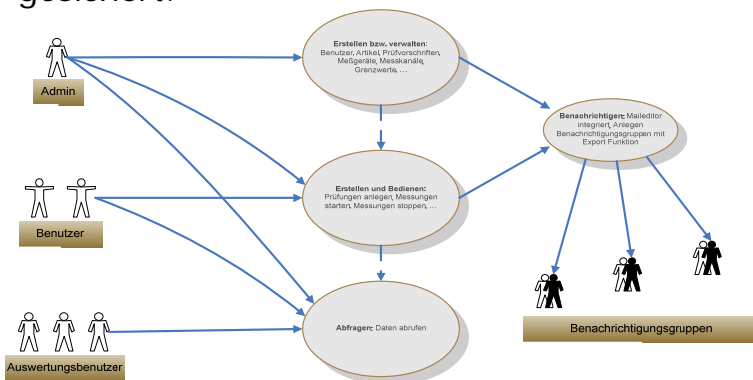 gesichert.
Erstellen bzw. verwalten:
Benutzer, Artikel, Prüfvorschriften,
Meßgeräte, Messkanäle,
Grenzwerte, ...
Admin
Benachrichtigen: Maileditor
integriert, Anlegen
Benachrichtigungsgruppen mit
Export Funktion
Erstellen und Bedienen:
Prüfungen anlegen, Messungen
starten, Messungen stoppen, ...
Benutzer
Abfragen: Daten abrufen
Benachrichtigungsgruppen
Auswertungsbenutzer